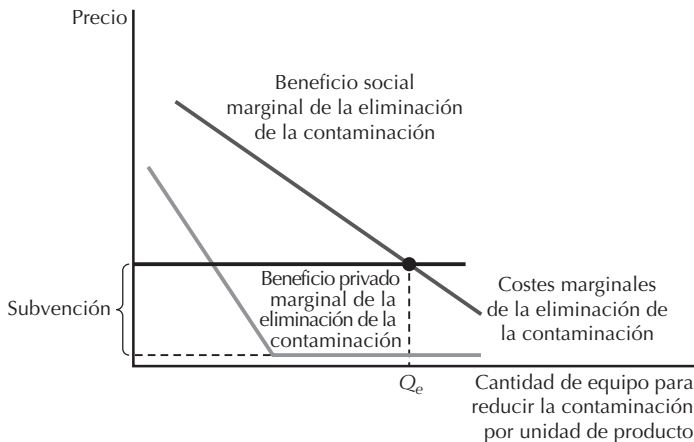 Precio
Beneficio social
marginal de la eliminación
de la contaminación
Beneficio privado
marginal de la
eliminación de la
contaminación
Costes marginales
de la eliminación de
la contaminación
Subvención
Qe
Cantidad de equipo para
reducir la contaminación
por unidad de producto